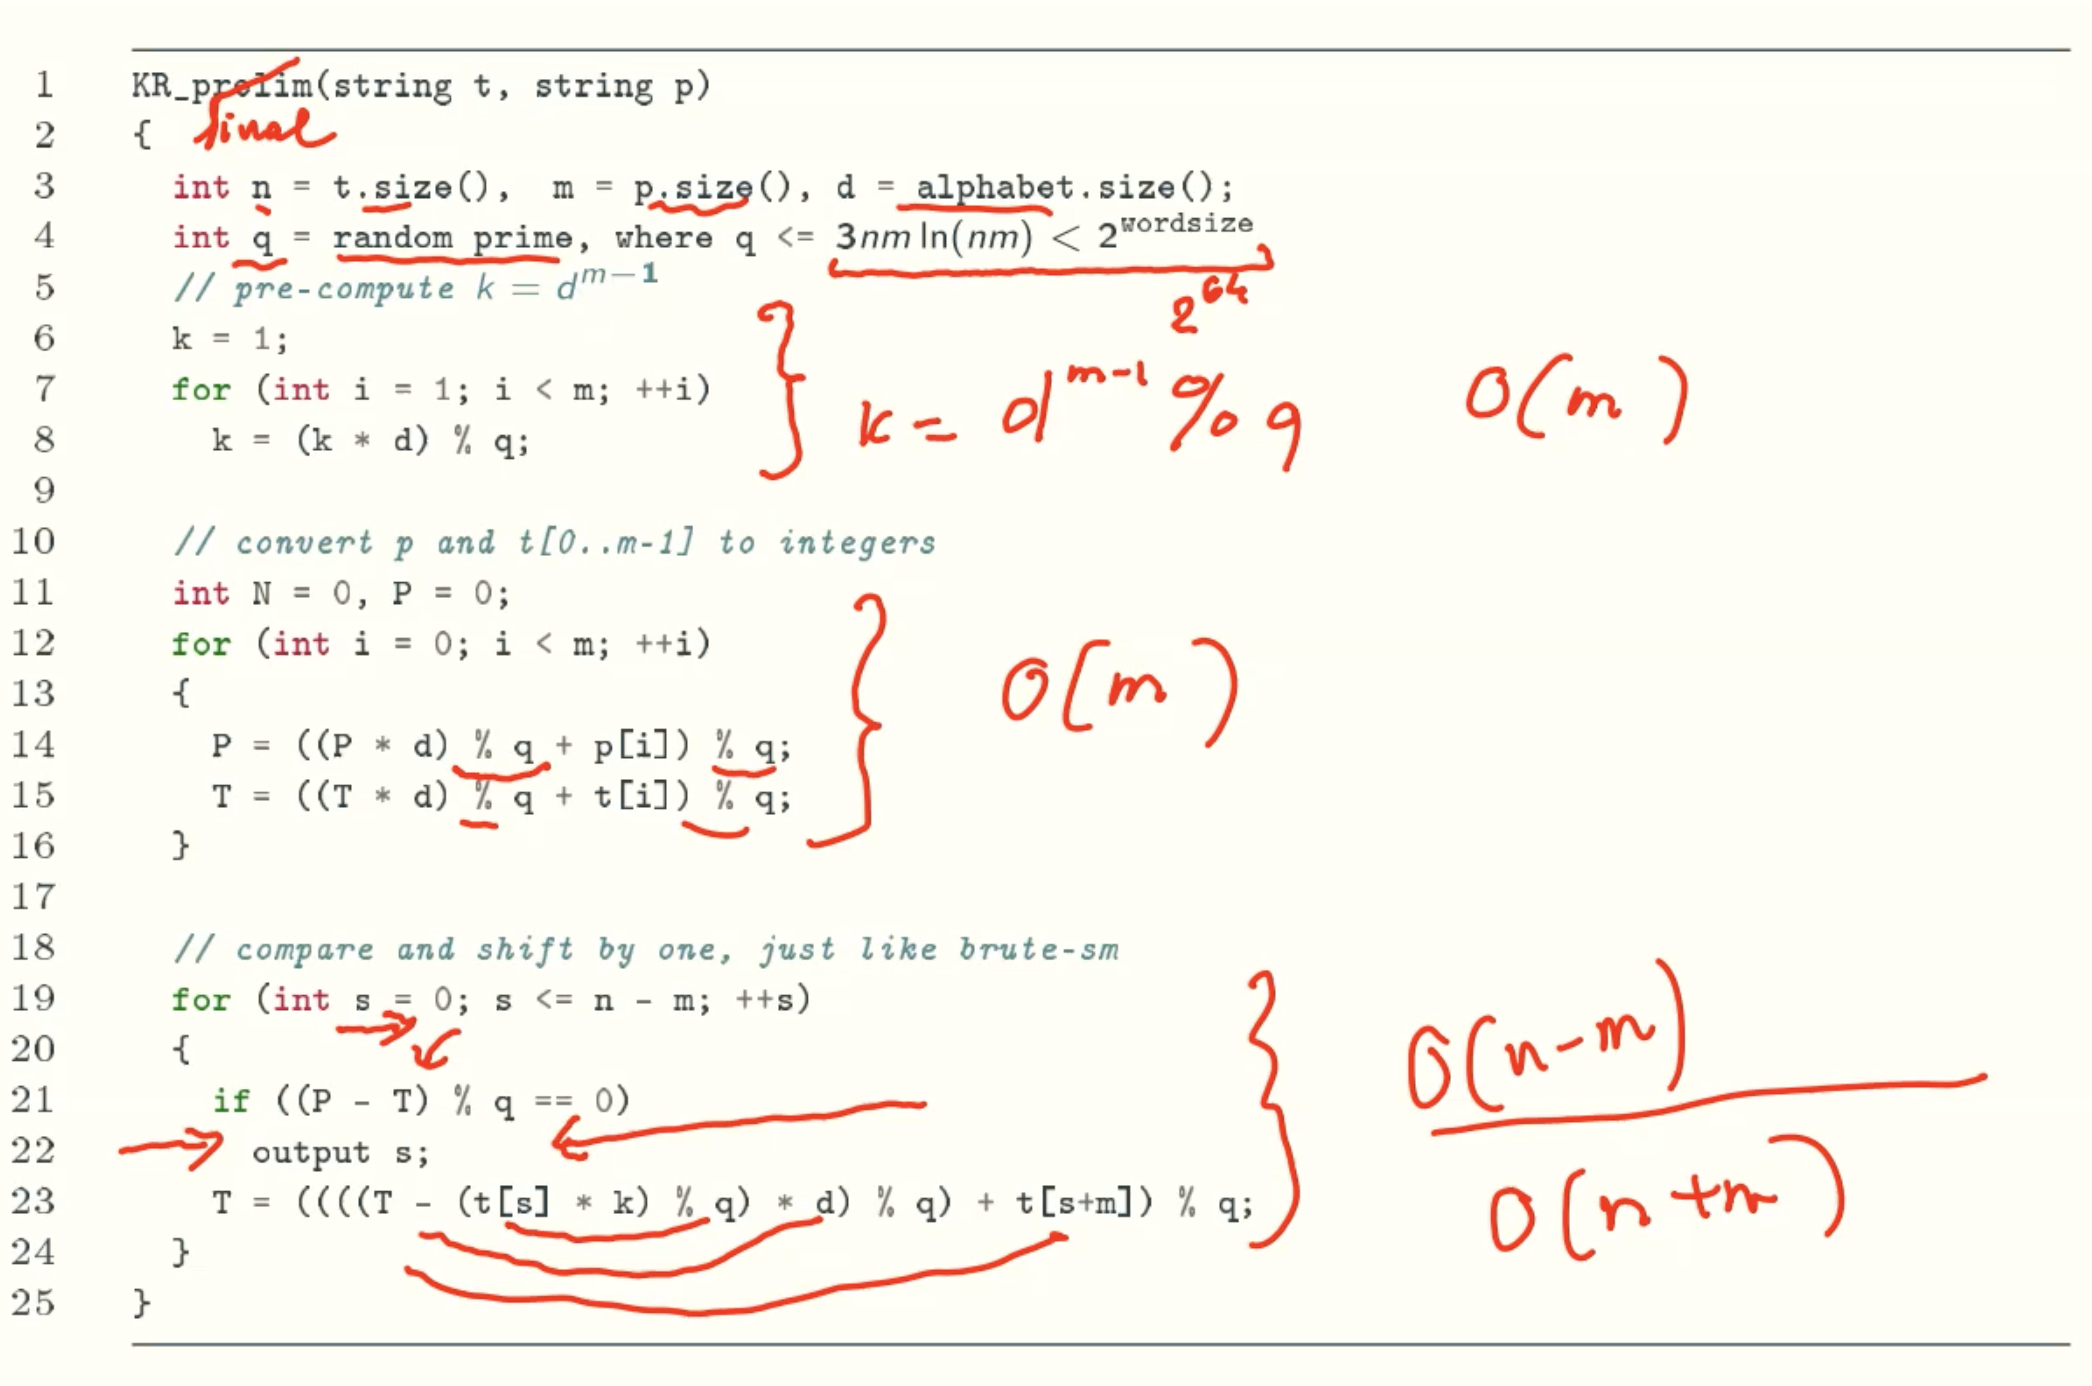 1 KR_prelim(string t, string p)
2 { final
3 int n = t.size(), m = p.size(), d = alphabet.size();
4 int q = random prime, where q <= 3nm ln(nm) < 2^wordsize
5 // pre-compute k = d^m−1
2^64
6 k = 1;
7 for (int i = 1; i < m; ++i)
8 k = (k * d) % q;
k = d^m-1 % q O(m)
9
10 // convert p and t[0..m-1] to integers
11 int N = 0, P = 0;
12 for (int i = 0; i < m; ++i)
13 {
O(m)
14 P = ((P * d) % q + p[i]) % q;
15 T = ((T * d) % q + t[i]) % q;
16 }
17
18 // compare and shift by one, just like brute-sm
19 for (int s = 0; s <= n - m; ++s)
20 {
O(n-m)
21 if ((P - T) % q == 0)
22 output s;
23 T = ((((T - (t[s] * k) % q) * d) % q) + t[s+m]) % q;
O(n+m)
24 }
25 }